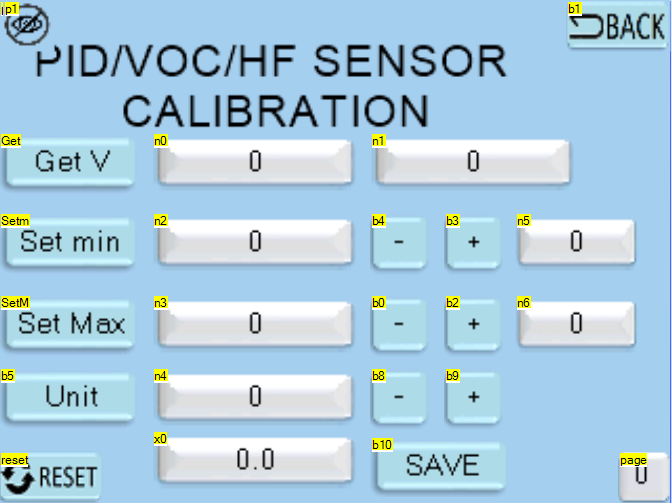 p1
b1
BACK
PID/VOC/HF SENSOR
CALIBRATION
Get
n0
n1
Get V
0
0
Setm
n2
b4
b3
n5
Set min
0
-
+
0
SetM
n3
b0
b2
n6
Set Max
0
-
+
0
b5
n4
b8
b9
Unit
0
-
+
x0
b10
reset
page
0.0
SAVE
RESET
0